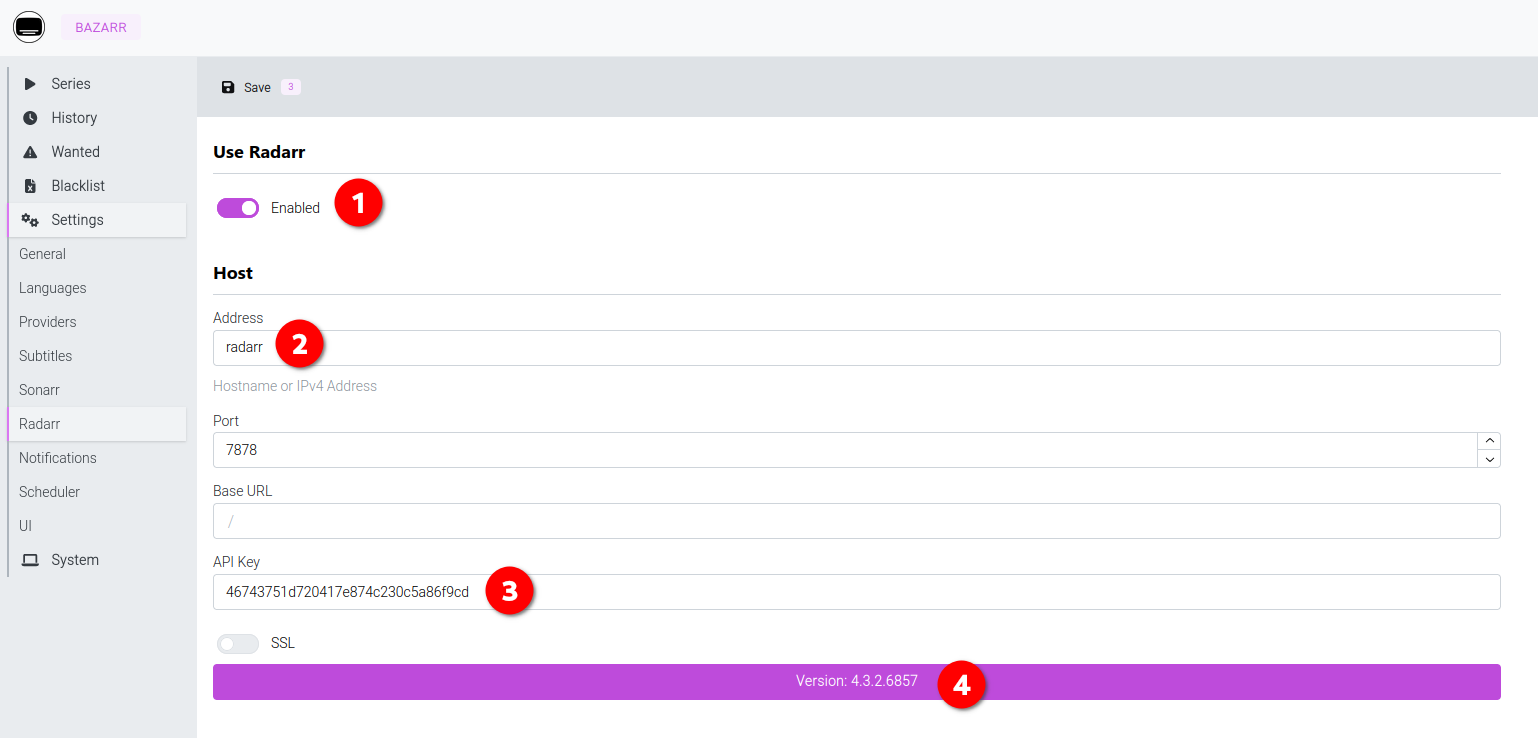 BAZARR
Series
History
Wanted
Blacklist
Settings
General
Languages
Providers
Subtitles
Sonarr
Radarr
Notifications
Scheduler
UI
System
Save 3
Use Radarr
Enabled 1
Host
Address
radarr 2
Hostname or IPv4 Address
Port
7878
Base URL
/
API Key
46743751d720417e874c230c5a86f9cd 3
SSL
Version: 4.3.2.6857 4